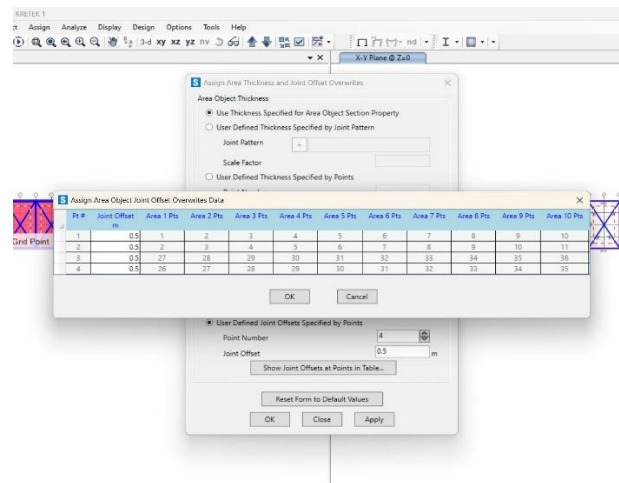 KRETEK 1
Assign Analyze Display Design Options Tools Help
3-d xy xz yz nv
nd
X-Y Plane @ Z=0
Assign Area Thickness and Joint Offset Overwrites
Area Object Thickness
Use Thickness Specified for Area Object Section Property
User Defined Thickness Specified by Joint Pattern
Joint Pattern +
Scale Factor
User Defined Thickness Specified by Points
Assign Area Object Joint Offset Overwrites Data
Pt # Joint Offset Area 1 Pts Area 2 Pts Area 3 Pts Area 4 Pts Area 5 Pts Area 6 Pts Area 7 Pts Area 8 Pts Area 9 Pts Area 10 Pts
m
1 0.5 1 2 3 4 5 6 7 8 9 10
2 0.5 2 3 4 5 6 7 8 9 10 11
3 0.5 27 28 29 30 31 32 33 34 35 36
4 0.5 26 27 28 29 30 31 32 33 34 35
Grid Point
OK Cancel
User Defined Joint Offsets Specified by Points
Point Number 4
Joint Offset 0.5 m
Show Joint Offsets at Points in Table...
Reset Form to Default Values
OK Close Apply